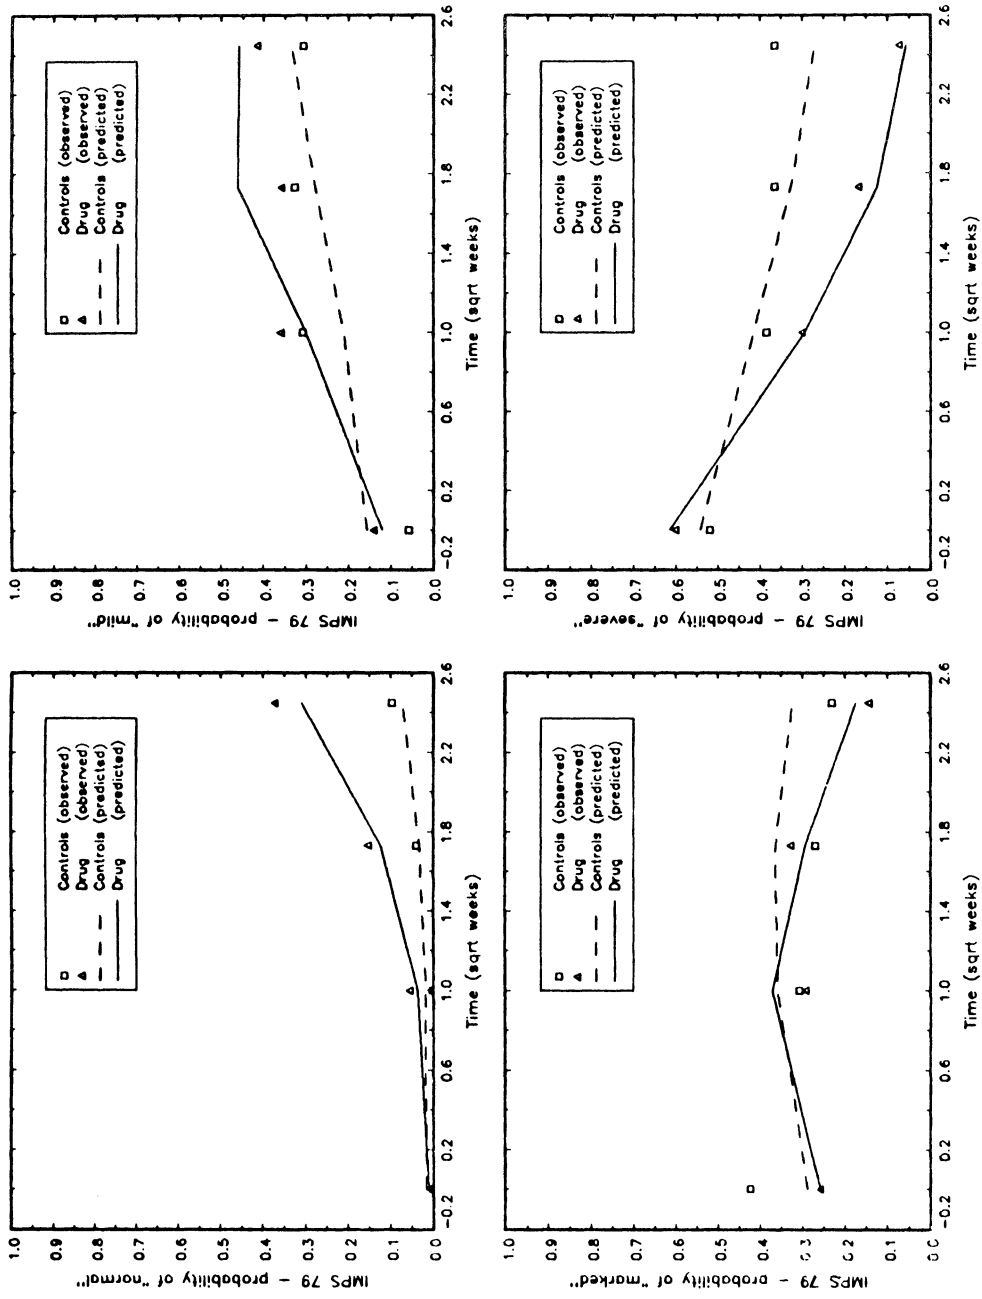 IMPS 79 – probability of "normal"
1.0
0.9
0.8
0.7
0.6
0.5
0.4
0.3
0.2
0.1
0.0
Controls (observed)
Drug (observed)
Controls (predicted)
Drug (predicted)
−0.2 0.2 0.6 1.0 1.4 1.8 2.2 2.6
Time (sqrt weeks)
IMPS 79 – probability of "mild"
1.0
0.9
0.8
0.7
0.6
0.5
0.4
0.3
0.2
0.1
0.0
Controls (observed)
Drug (observed)
Controls (predicted)
Drug (predicted)
−0.2 0.2 0.6 1.0 1.4 1.8 2.2 2.6
Time (sqrt weeks)
IMPS 79 – probability of "marked"
1.0
0.9
0.8
0.7
0.6
0.5
0.4
0.3
0.2
0.1
0.0
Controls (observed)
Drug (observed)
Controls (predicted)
Drug (predicted)
−0.2 0.2 0.6 1.0 1.4 1.8 2.2 2.6
Time (sqrt weeks)
IMPS 79 – probability of "severe"
1.0
0.9
0.8
0.7
0.6
0.5
0.4
0.3
0.2
0.1
0.0
Controls (observed)
Drug (observed)
Controls (predicted)
Drug (predicted)
−0.2 0.2 0.6 1.0 1.4 1.8 2.2 2.6
Time (sqrt weeks)